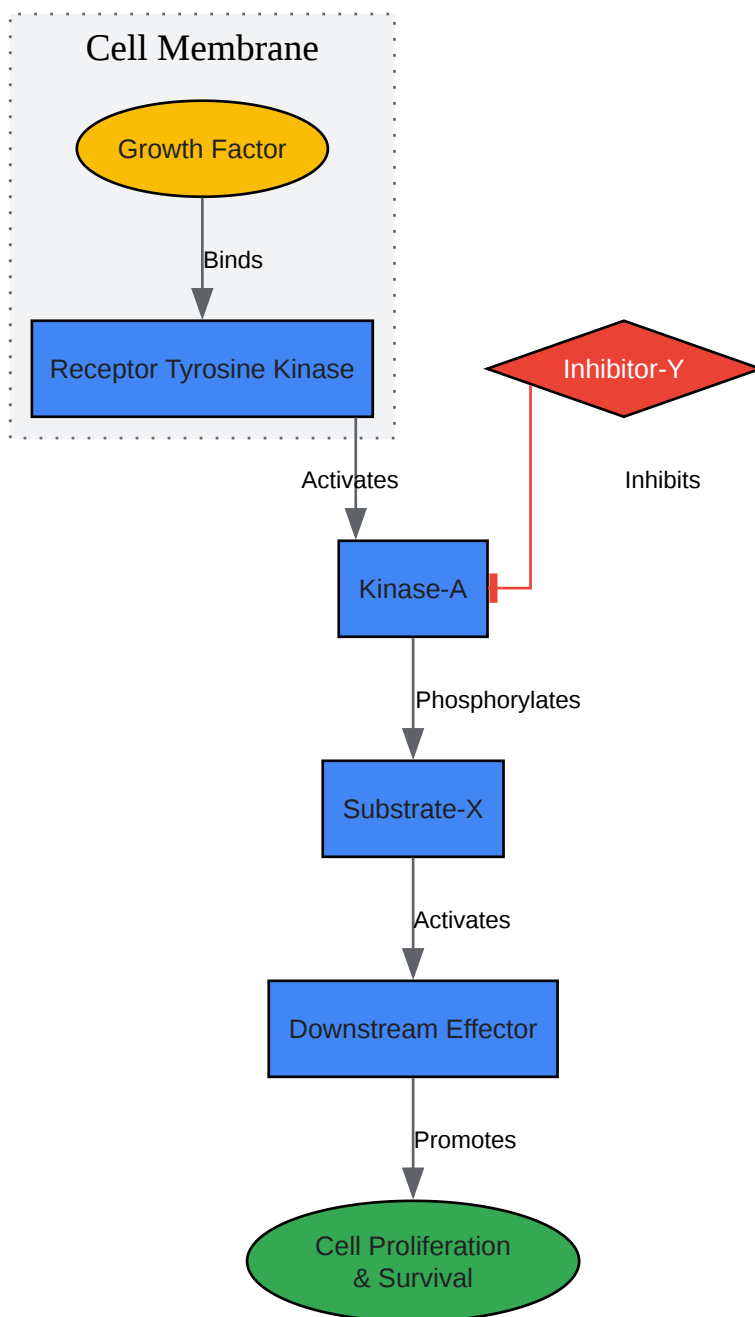 Cell Membrane
Growth Factor
Binds
Receptor Tyrosine Kinase
Inhibitor-Y
Activates
Inhibits
Kinase-A
Phosphorylates
Substrate-X
Activates
Downstream Effector
Promotes
Cell Proliferation
& Survival